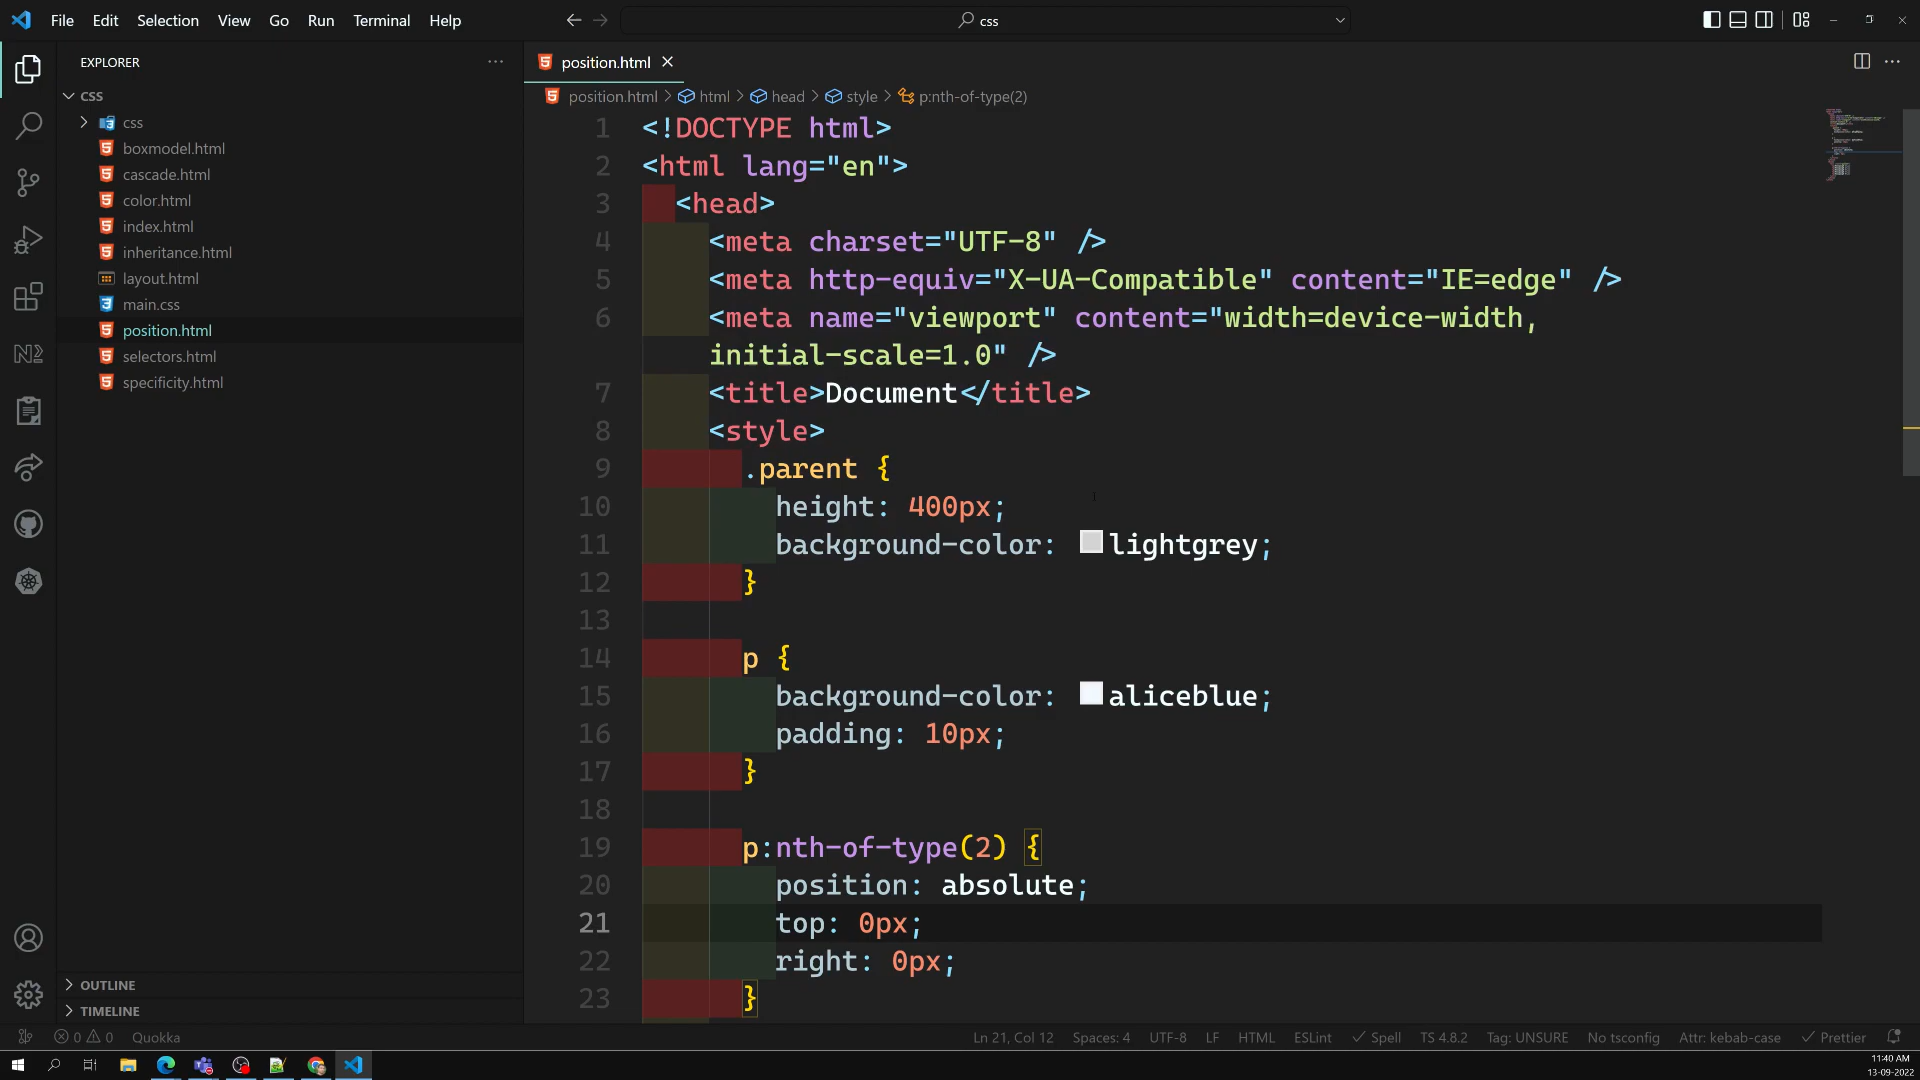 File Edit Selection View Go Run Terminal Help
css
EXPLORER
CSS
css
boxmodel.html
cascade.html
color.html
index.html
inheritance.html
layout.html
main.css
position.html
selectors.html
specificity.html
OUTLINE
TIMELINE
position.html
position.html > html > head > style > p:nth-of-type(2)
1 <!DOCTYPE html>
2 <html lang="en">
3 <head>
4 <meta charset="UTF-8" />
5 <meta http-equiv="X-UA-Compatible" content="IE=edge" />
6 <meta name="viewport" content="width=device-width,
initial-scale=1.0" />
7 <title>Document</title>
8 <style>
9 .parent {
10 height: 400px;
11 background-color: lightgrey;
12 }
13
14 p {
15 background-color: aliceblue;
16 padding: 10px;
17 }
18
19 p:nth-of-type(2) {
20 position: absolute;
21 top: 0px;
22 right: 0px;
23 }
0 0 Quokka
Ln 21, Col 12 Spaces: 4 UTF-8 LF HTML ESLint Spell TS 4.8.2 Tag: UNSURE No tsconfig Attr: kebab-case Prettier
11:40 AM
13-09-2022